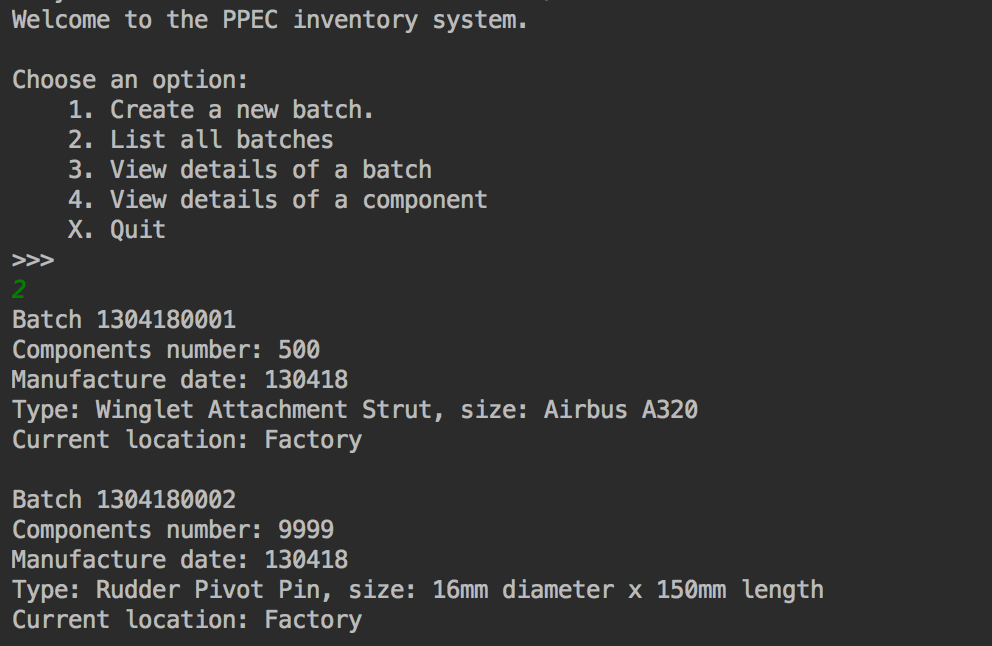 Welcome to the PPEC inventory system.
Choose an option:
1. Create a new batch.
2. List all batches
3. View details of a batch
4. View details of a component
X. Quit
>>>
2
Batch 1304180001
Components number: 500
Manufacture date: 130418
Type: Winglet Attachment Strut, size: Airbus A320
Current location: Factory
Batch 1304180002
Components number: 9999
Manufacture date: 130418
Type: Rudder Pivot Pin, size: 16mm diameter x 150mm length
Current location: Factory